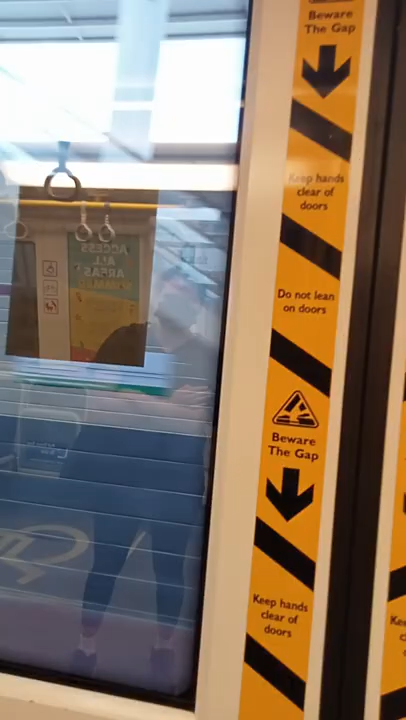 Beware
The Gap
Keep hands
clear of
doors
Do not lean
on doors
Beware
The Gap
Keep hands
clear of
doors
ACCESS
ALL
AREAS